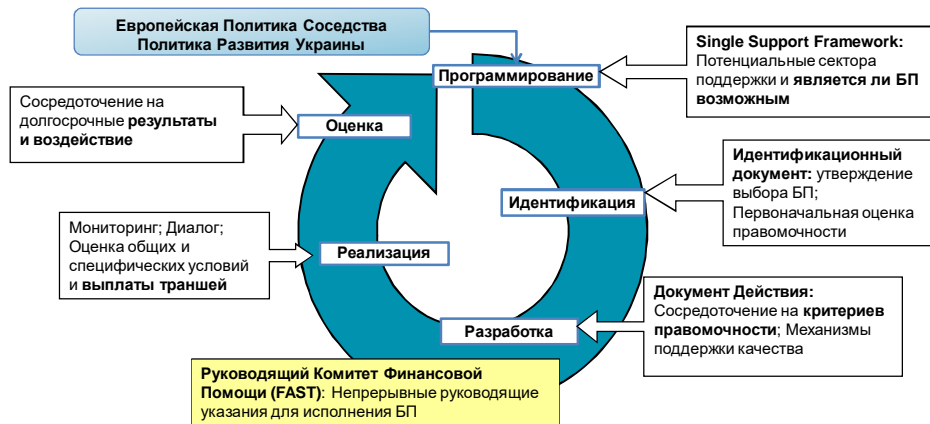 Европейская Политика Соседства
Политика Развития Украины
Single Support Framework:
Потенциальные сектора
поддержки и является ли БП
возможным
Программирование
Сосредоточение на
долгосрочные результаты
и воздействие
Оценка
Идентификационный
документ: утверждение
выбора БП;
Первоначальная оценка
правомочности
Идентификация
Мониторинг; Диалог;
Оценка общих и
специфических условий
и выплаты траншей
Реализация
Документ Действия:
Сосредоточение на критериев
правомочности; Механизмы
поддержки качества
Разработка
Руководящий Комитет Финансовой
Помощи (FAST): Непрерывные руководящие
указания для исполнения БП